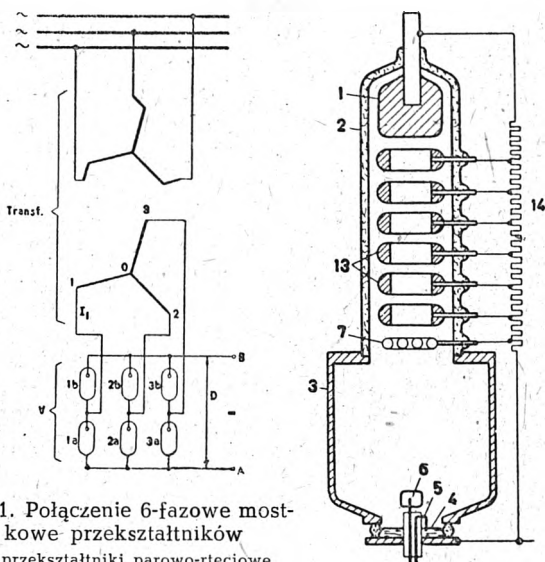 ~
~
~
Transf.
3
0
1
2
I₁
B
1b 2b 3b
D
V
=
1a 2a 3a
A
1. Połączenie 6-fazowe most-
kowe przekształtników
przekształtniki parowo-rtęciowe
1
2
14
13
7
3
6
5
4